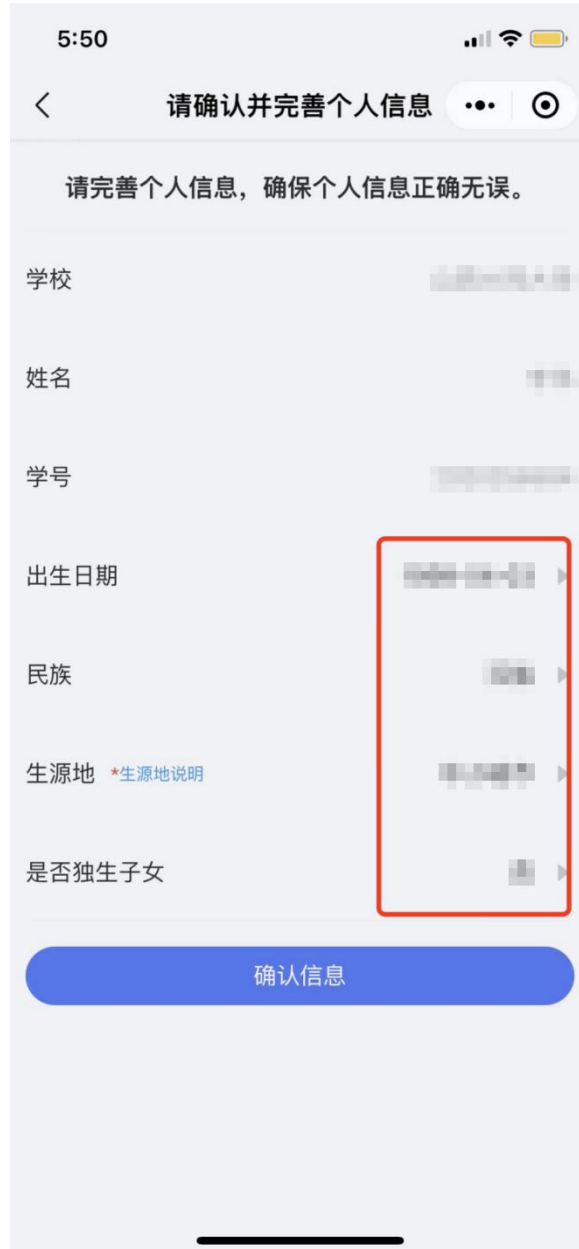 5:50
请确认并完善个人信息
请完善个人信息，确保个人信息正确无误。
学校
姓名
学号
出生日期
民族
生源地 *生源地说明
是否独生子女
确认信息